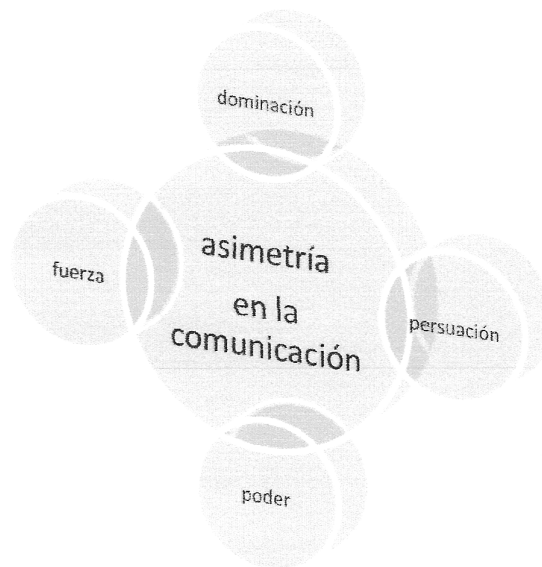 dominación
asimetría
en la
comunicación
fuerza
persuación
poder